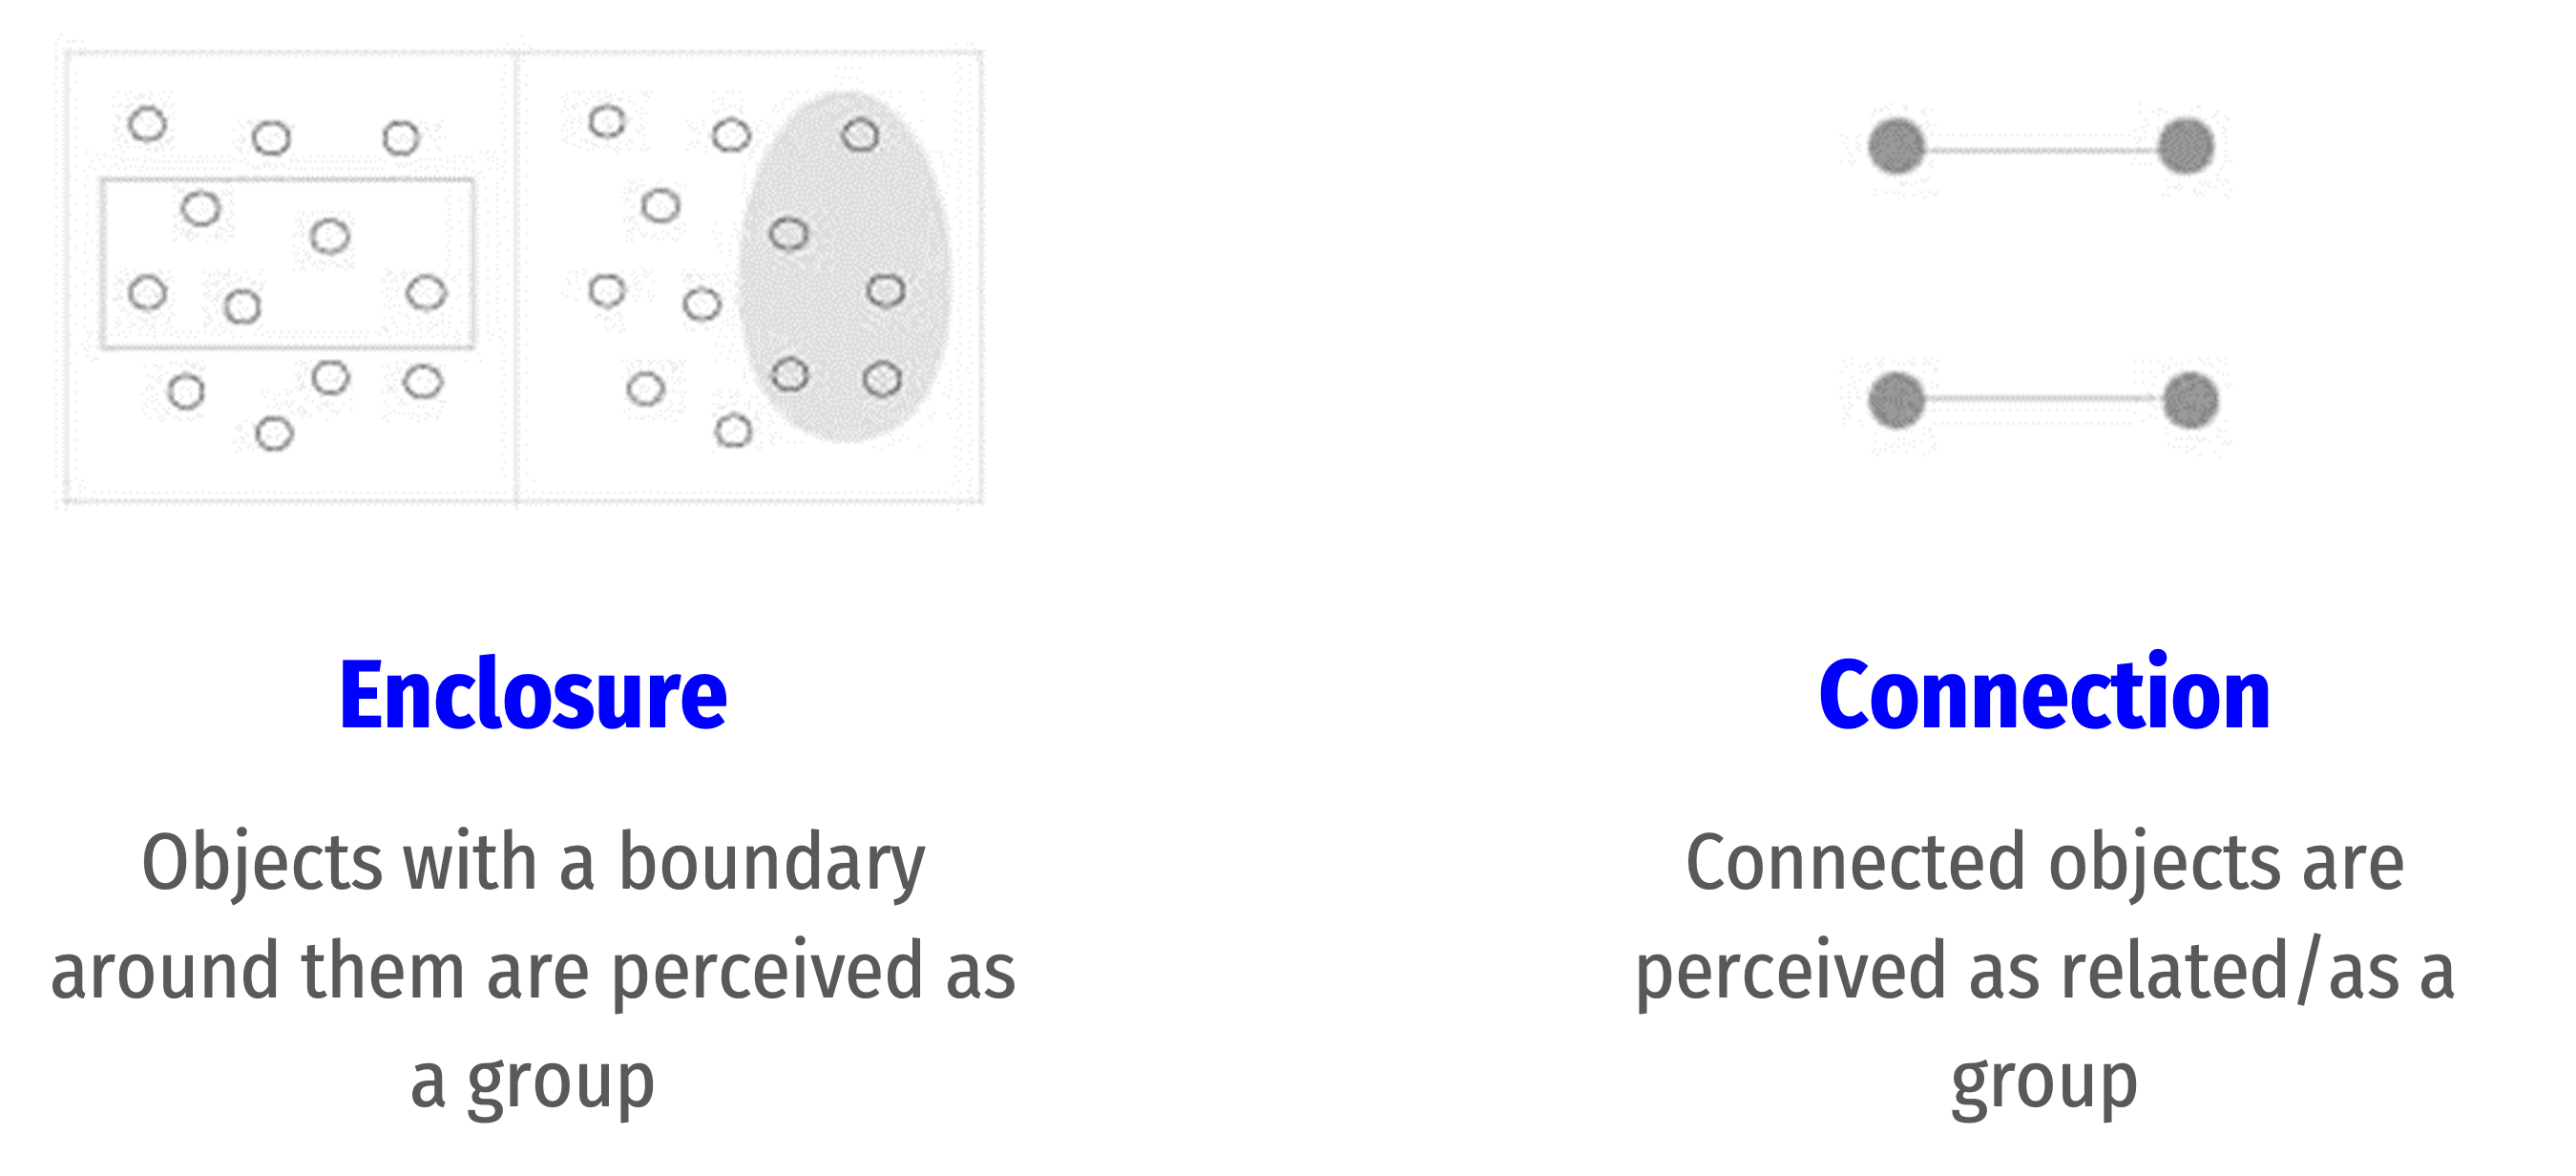 Enclosure
Objects with a boundary
around them are perceived as
a group
Connection
Connected objects are
perceived as related/as a
group